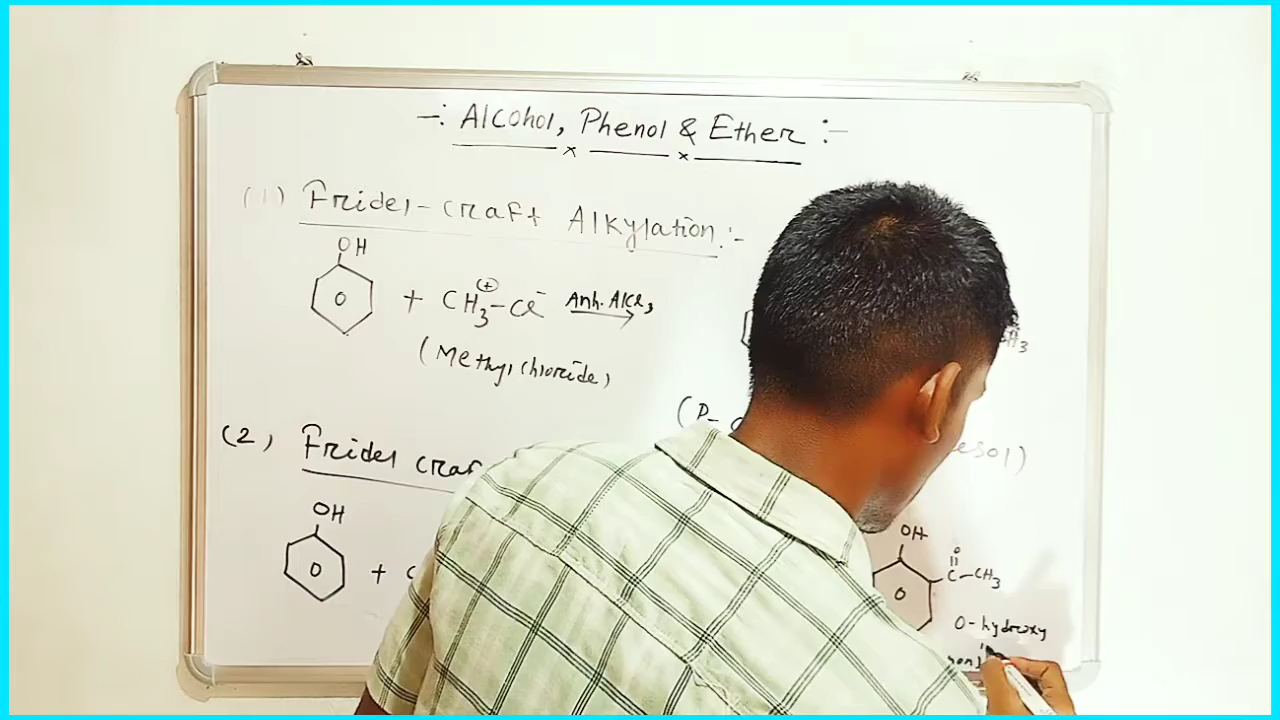 -: Alcohol, Phenol & Ether :-
(1) Fridel-craft Alkylation :-
OH
+ CH3(+)-Cl- Anh. AlCl3
CH3
(Methyl chloride)
(P-
(2) Fridel craf
OH
+
OH
O
C-CH3
O-hydroxy